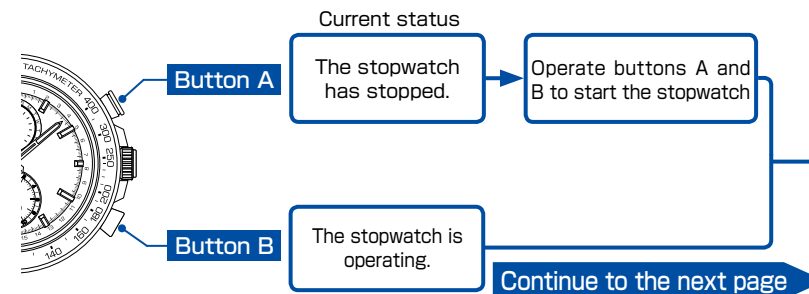 Current status
TACHYMETER 400 300 250 200 180 160 140
Button A
The stopwatch
has stopped.
Operate buttons A and
B to start the stopwatch
Button B
The stopwatch is
operating.
Continue to the next page